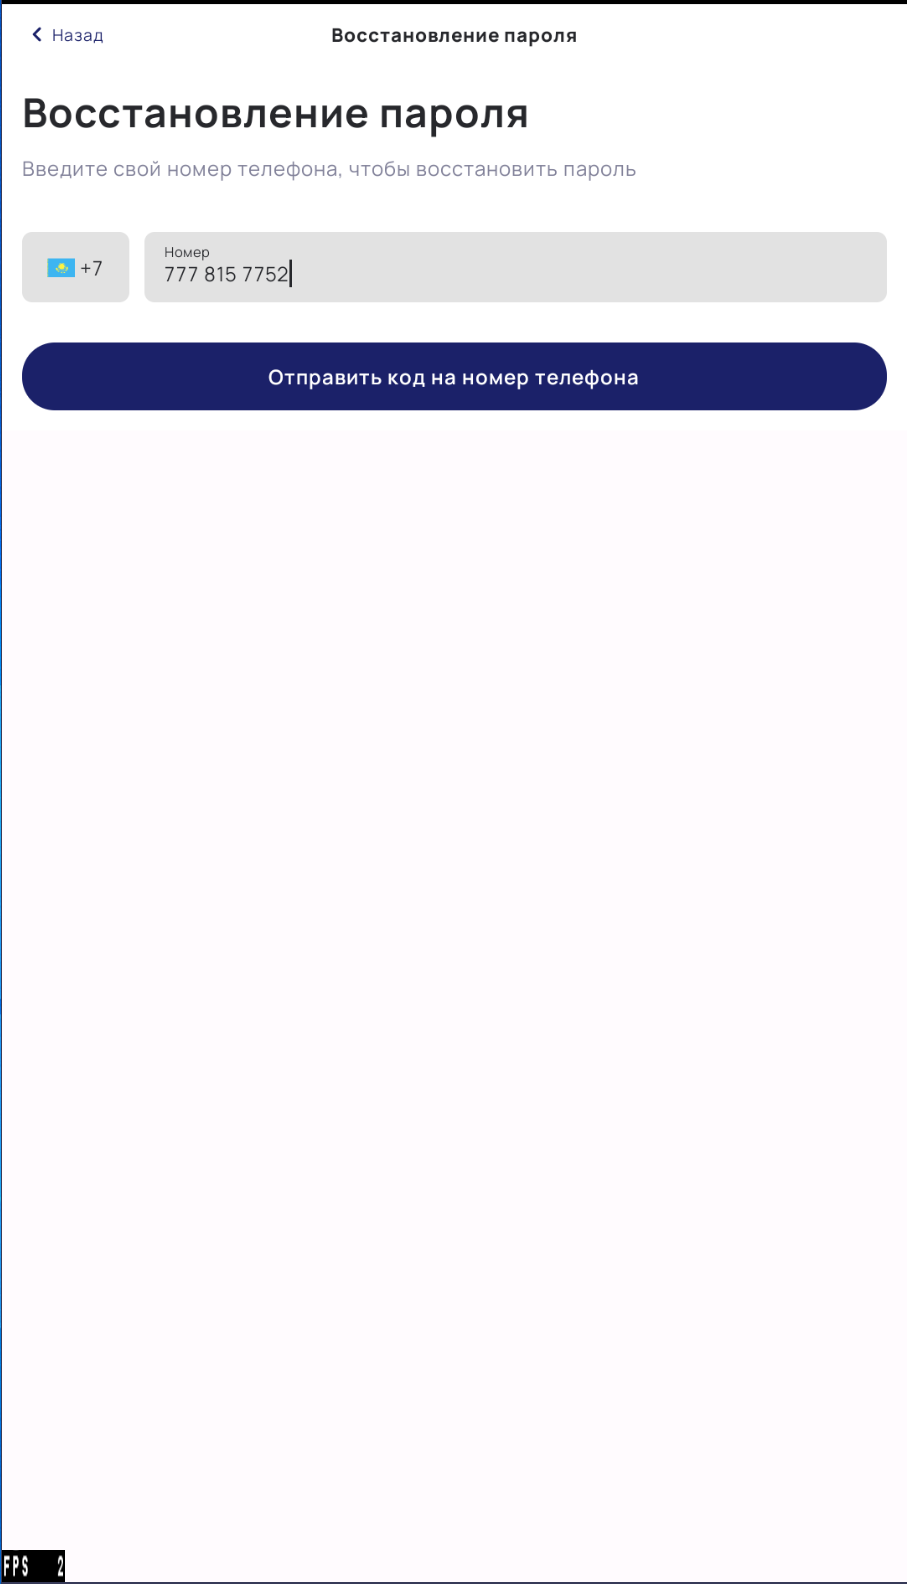 Назад
Восстановление пароля
Восстановление пароля
Введите свой номер телефона, чтобы восстановить пароль
+7
Номер
777 815 7752
Отправить код на номер телефона
FPS 2